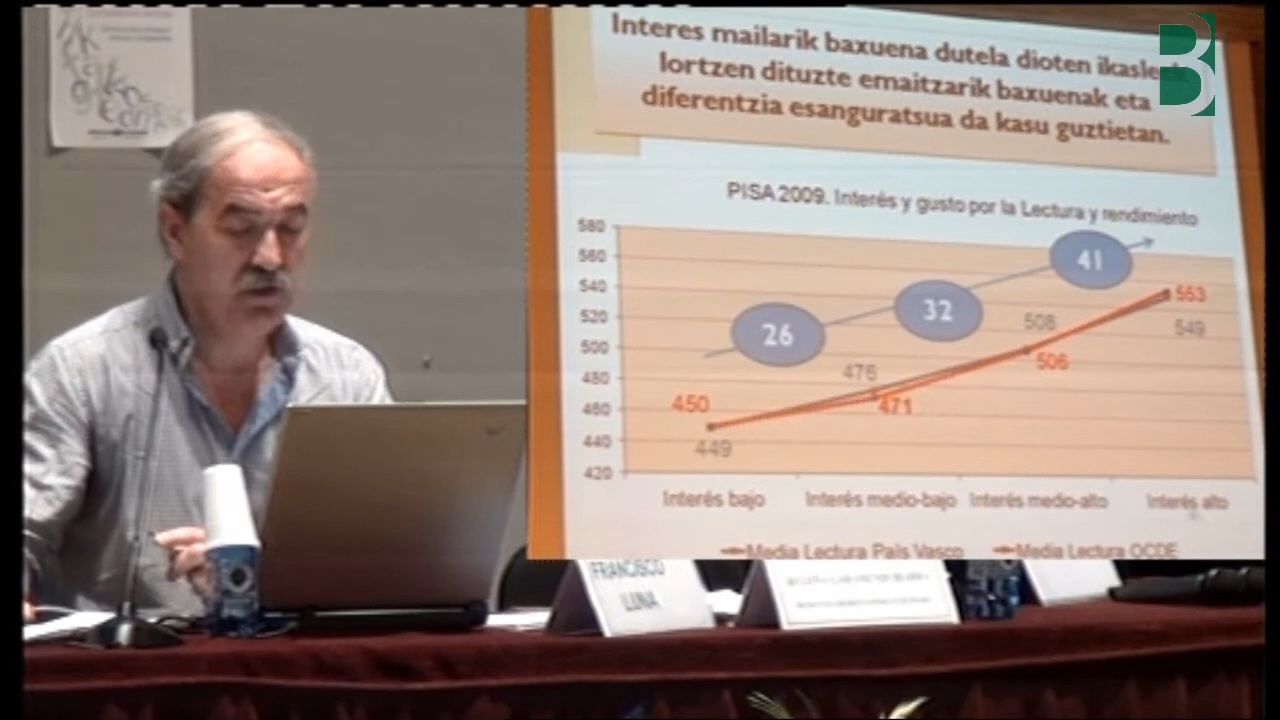 Interes mailarik baxuena dutela dioten
lortzen dituzte emaitzarik baxuenak eta
diferentzia esanguratsua da kasu guztietan.
PISA 2009. Interés y gusto por la Lectura y rendimiento
580
560
540
520
500
480
460
440
420
26
32
41
450
449
476
471
508
506
553
549
Interés bajo
Interés medio-bajo
Interés medio-alto
Interés alto
Media Lectura País Vasco
Media Lectura OCDE
FRANCISCO
LUNA
B